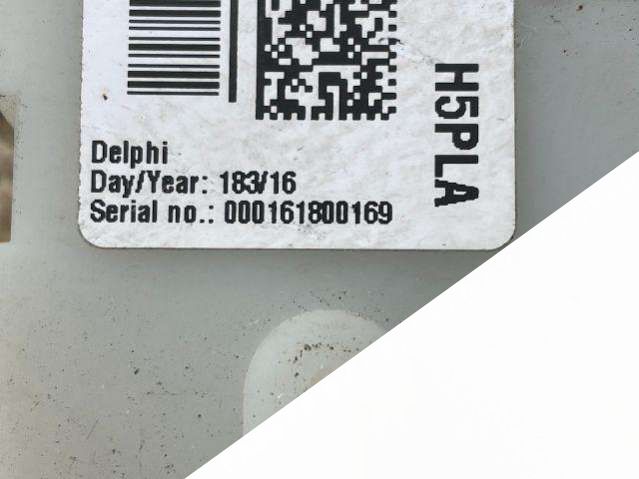 Delphi
Day/Year: 183/16
Serial no.: 000161800169
H5PLA